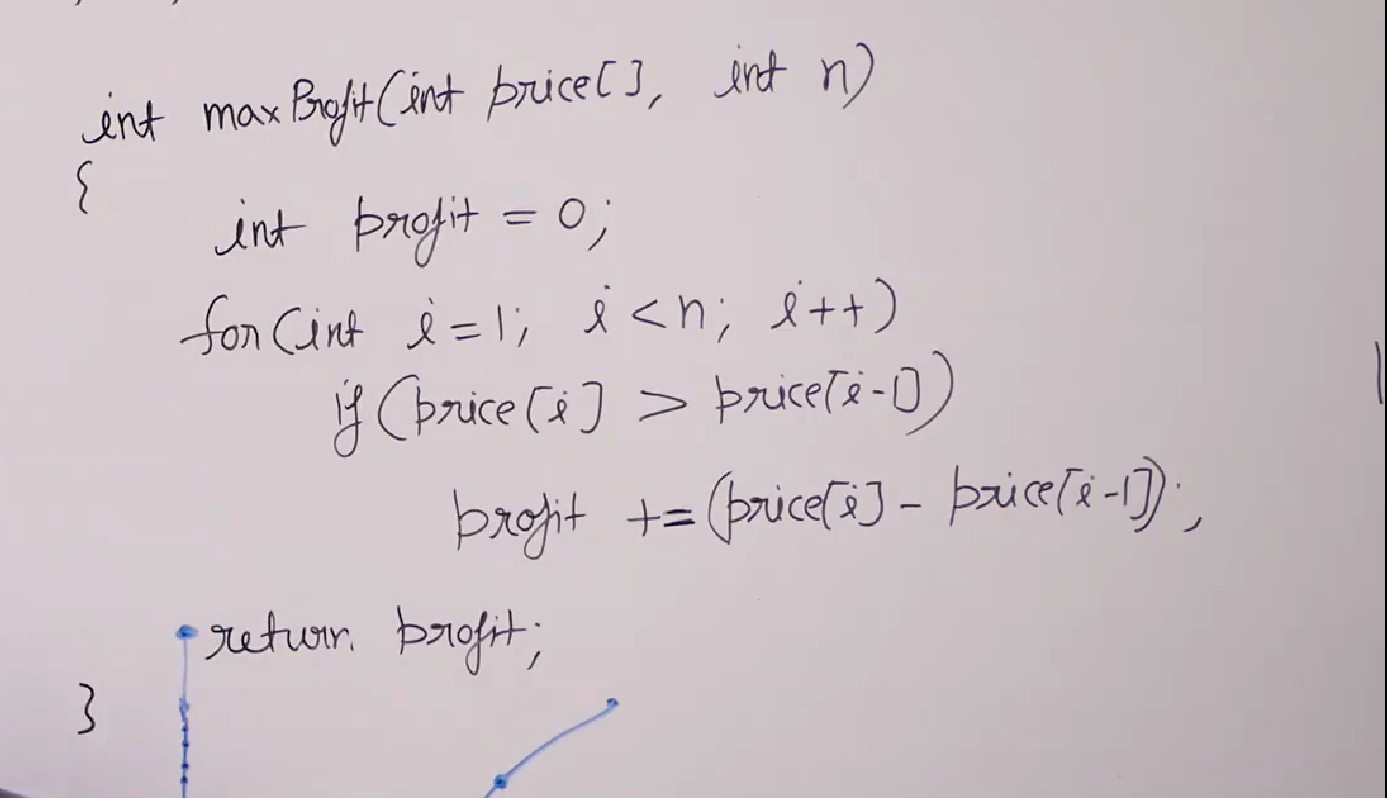 int maxProfit(int price[], int n)
{
int profit = 0;
for(int i=1; i<n; i++)
if(price[i] > price[i-1])
profit += (price[i] - price[i-1]);
return profit;
}